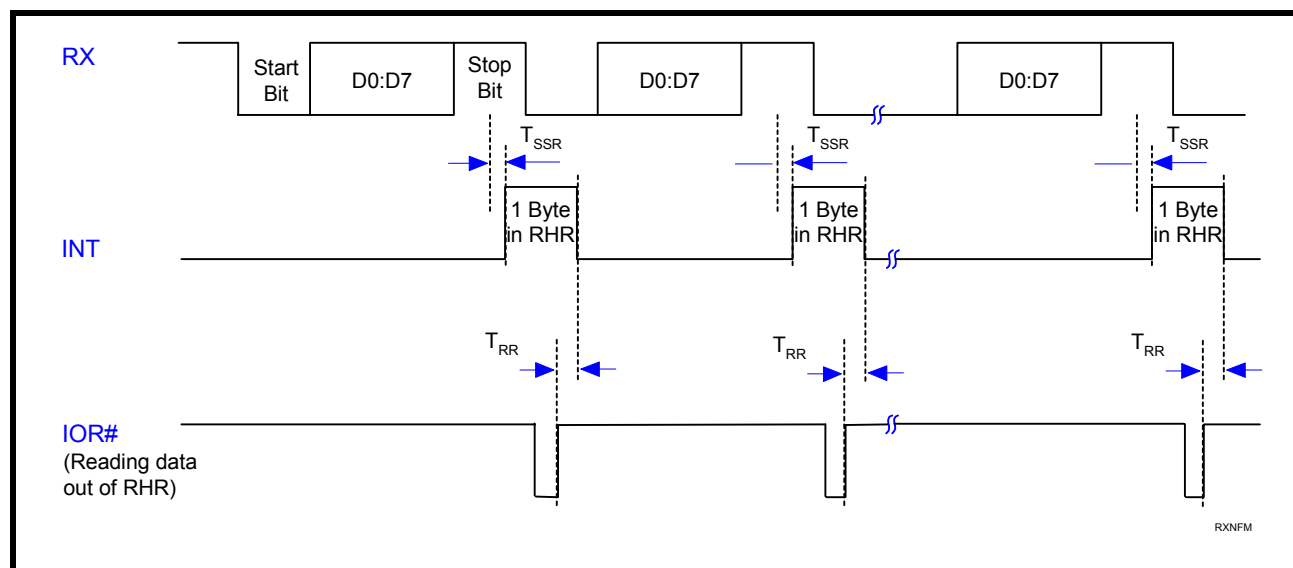 RX
Start
Bit
D0:D7
Stop
Bit
D0:D7
D0:D7
TSSR
TSSR
TSSR
INT
1 Byte
in RHR
1 Byte
in RHR
1 Byte
in RHR
TRR
TRR
TRR
IOR#
(Reading data
out of RHR)
RXNFM